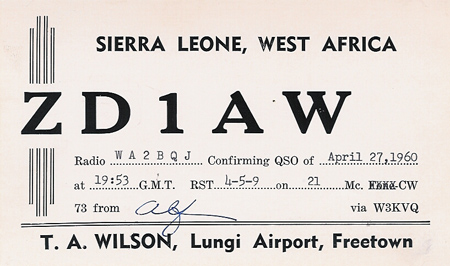 SIERRA LEONE, WEST AFRICA
ZD1AW
Radio WA2BQJ Confirming QSO of April 27,1960
at 19:53 G.M.T. RST 4-5-9 on 21 Mc. CW
73 from via W3KVQ
T. A. WILSON, Lungi Airport, Freetown